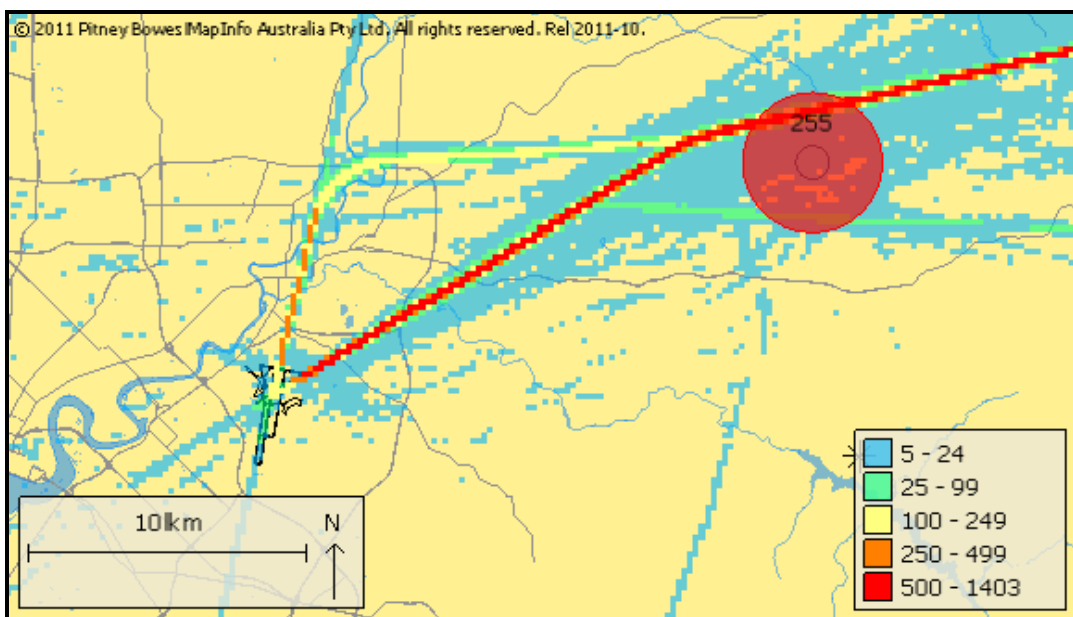 © 2011 Pitney Bowes MapInfo Australia Pty Ltd. All rights reserved. Rel 2011-10.
255
5 - 24
25 - 99
100 - 249
250 - 499
500 - 1403
10km
N